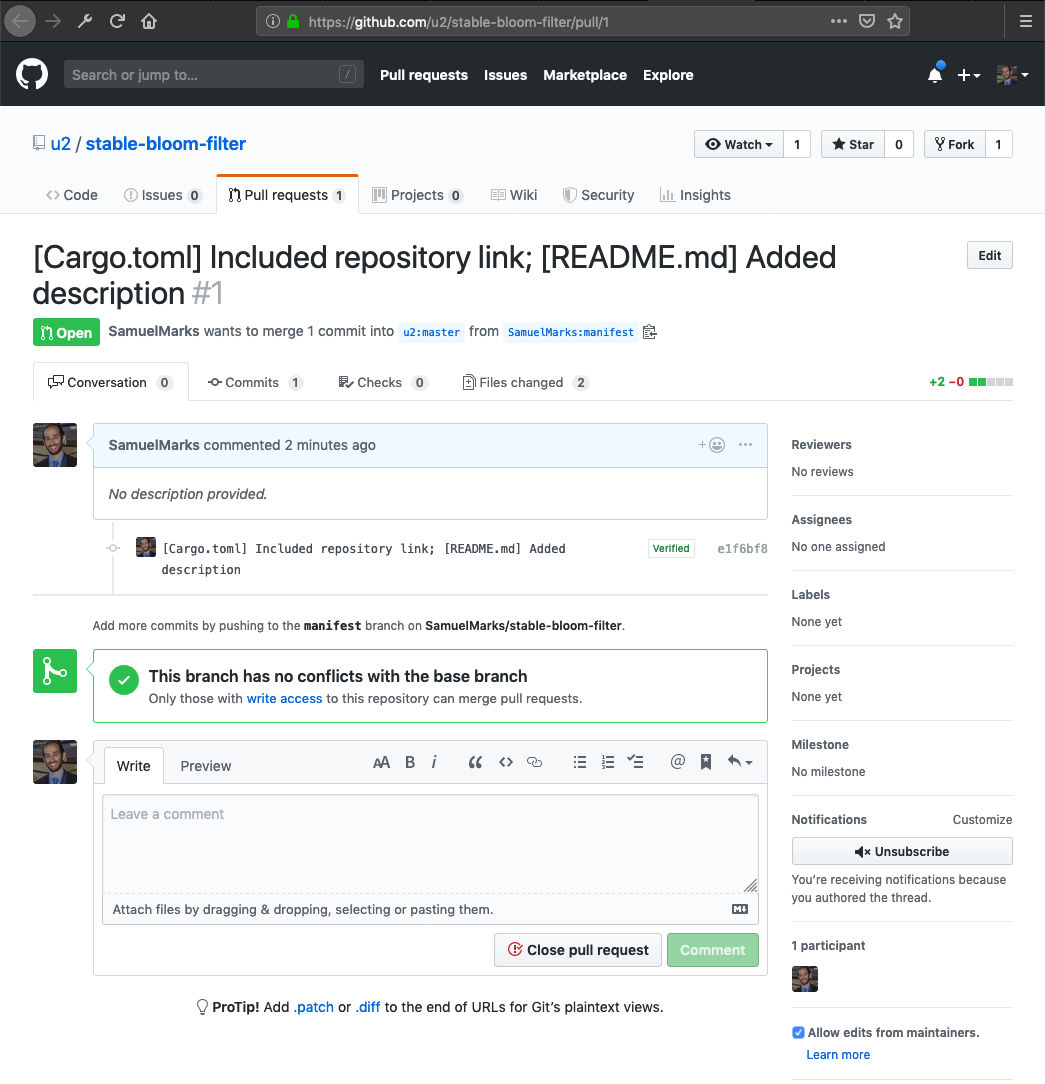 https://github.com/u2/stable-bloom-filter/pull/1
Search or jump to... /
Pull requests Issues Marketplace Explore
u2 / stable-bloom-filter
Watch 1 Star 0 Fork 1
Code Issues 0 Pull requests 1 Projects 0 Wiki Security Insights
[Cargo.toml] Included repository link; [README.md] Added
description #1
Edit
Open SamuelMarks wants to merge 1 commit into u2:master from SamuelMarks:manifest
Conversation 0 Commits 1 Checks 0 Files changed 2
+2 −0
SamuelMarks commented 2 minutes ago
No description provided.
[Cargo.toml] Included repository link; [README.md] Added
description
Verified e1f6bf8
Add more commits by pushing to the manifest branch on SamuelMarks/stable-bloom-filter.
This branch has no conflicts with the base branch
Only those with write access to this repository can merge pull requests.
Write Preview
AA B i
Leave a comment
Attach files by dragging & dropping, selecting or pasting them.
Close pull request Comment
ProTip! Add .patch or .diff to the end of URLs for Git’s plaintext views.
Reviewers
No reviews
Assignees
No one assigned
Labels
None yet
Projects
None yet
Milestone
No milestone
Notifications Customize
Unsubscribe
You’re receiving notifications because
you authored the thread.
1 participant
Allow edits from maintainers.
Learn more